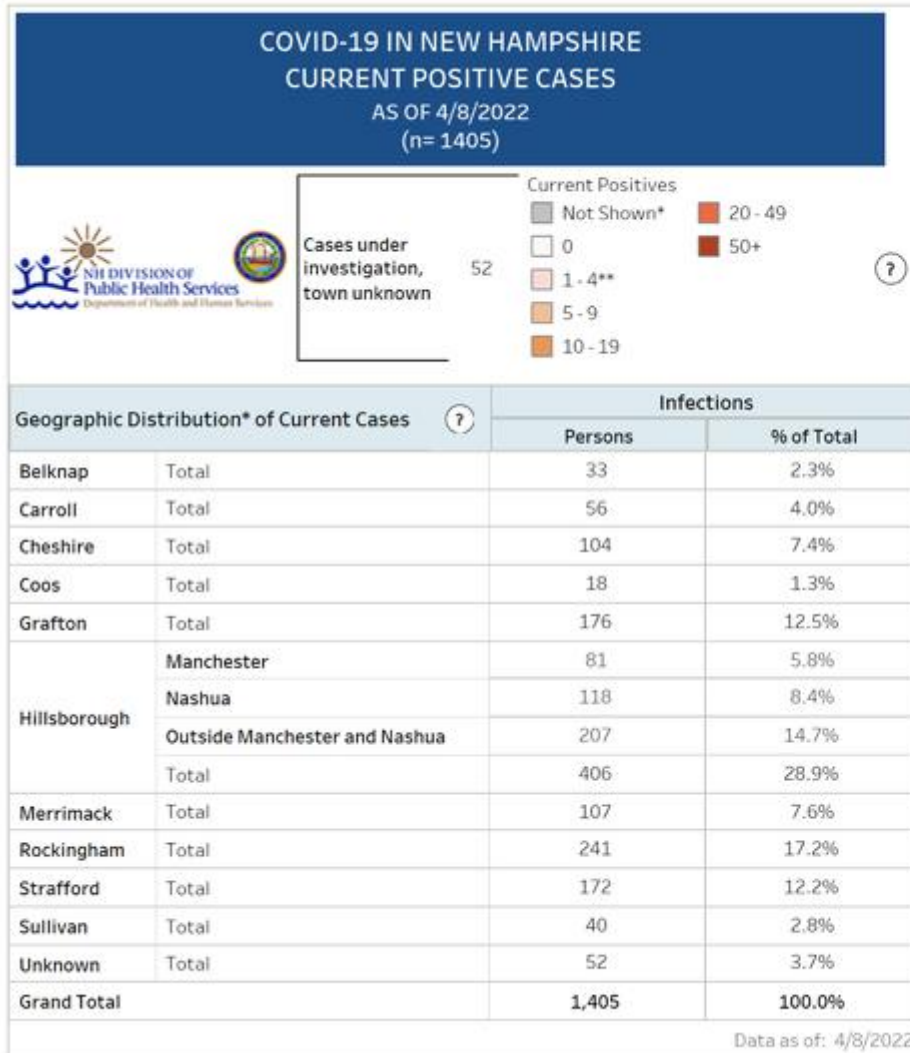 COVID-19 IN NEW HAMPSHIRE
CURRENT POSITIVE CASES
AS OF 4/8/2022
(n= 1405)
NH DIVISION OF
Public Health Services
Department of Health and Human Services
Cases under
investigation,
town unknown
52
Current Positives
Not Shown*
0
1 - 4**
5 - 9
10 - 19
20 - 49
50+
?
Geographic Distribution* of Current Cases ? Infections
Persons % of Total
Belknap Total 33 2.3%
Carroll Total 56 4.0%
Cheshire Total 104 7.4%
Coos Total 18 1.3%
Grafton Total 176 12.5%
Hillsborough
Manchester 81 5.8%
Nashua 118 8.4%
Outside Manchester and Nashua 207 14.7%
Total 406 28.9%
Merrimack Total 107 7.6%
Rockingham Total 241 17.2%
Strafford Total 172 12.2%
Sullivan Total 40 2.8%
Unknown Total 52 3.7%
Grand Total 1,405 100.0%
Data as of: 4/8/2022